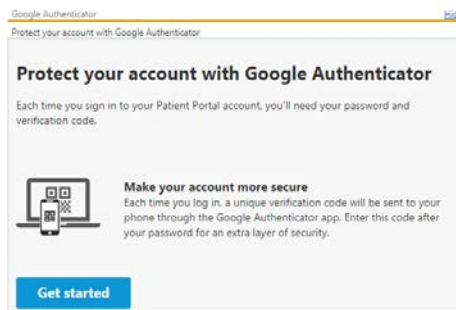 Google Authenticator
Protect your account with Google Authenticator
Protect your account with Google Authenticator
Each time you sign in to your Patient Portal account, you'll need your password and
verification code.
Make your account more secure
Each time you log in, a unique verification code will be sent to your
phone through the Google Authenticator app. Enter this code after
your password for an extra layer of security.
Get started